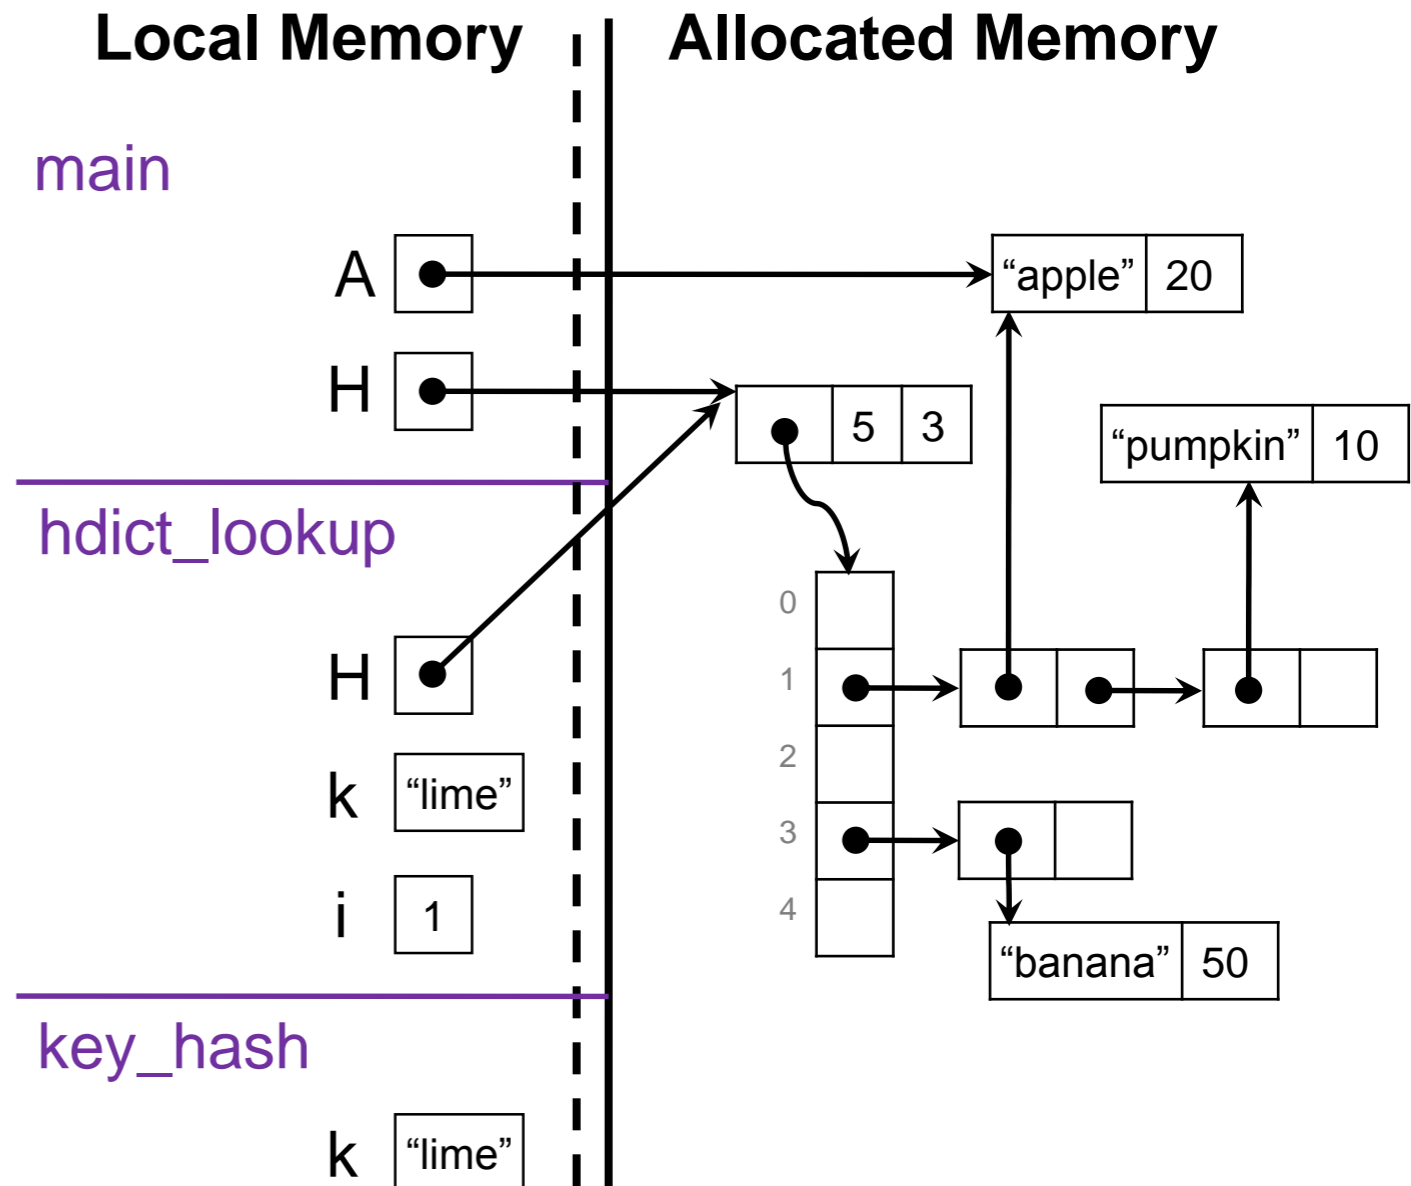 Local Memory
Allocated Memory
main
A
“apple” 20
H
5 3
“pumpkin” 10
hdict_lookup
0
H
1
2
k “lime”
3
i 1
4
“banana” 50
key_hash
k “lime”